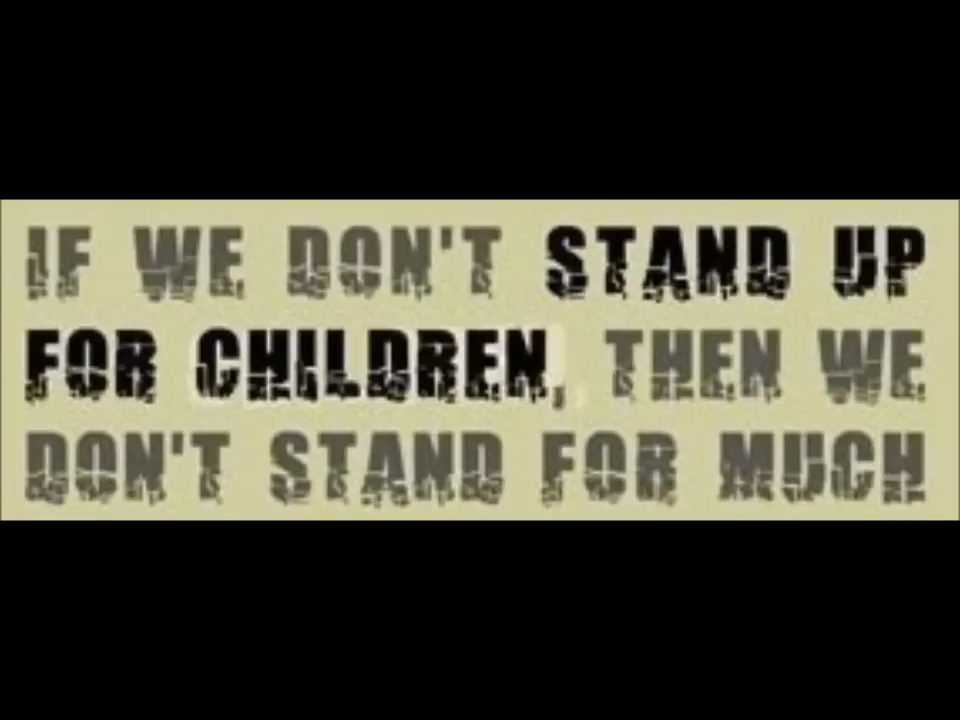 IF WE DON'T STAND UP
FOR CHILDREN, THEN WE
DON'T STAND FOR MUCH